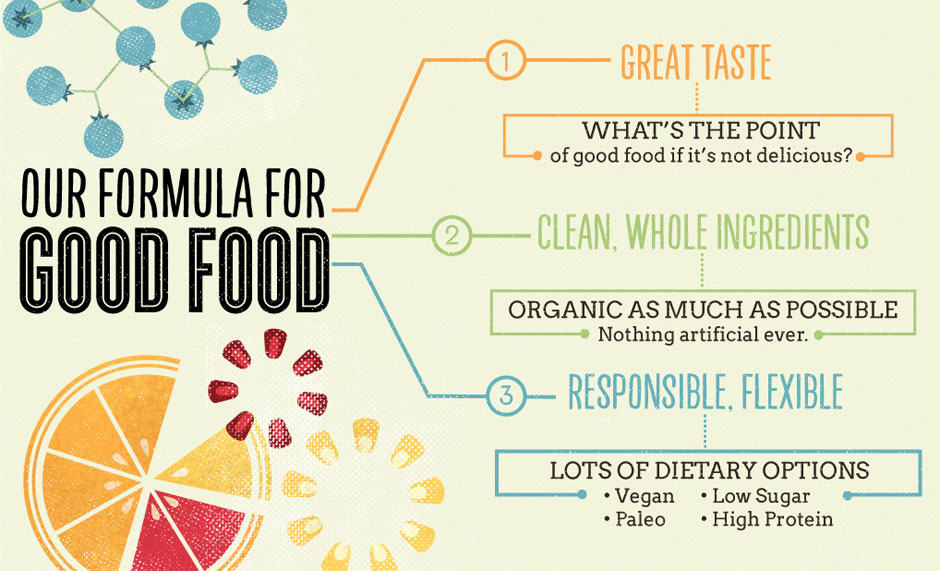 OUR FORMULA FOR
GOOD FOOD
1
GREAT TASTE
WHAT'S THE POINT
of good food if it's not delicious?
2
CLEAN, WHOLE INGREDIENTS
ORGANIC AS MUCH AS POSSIBLE
Nothing artificial ever.
3
RESPONSIBLE, FLEXIBLE
LOTS OF DIETARY OPTIONS
• Vegan • Low Sugar
• Paleo • High Protein